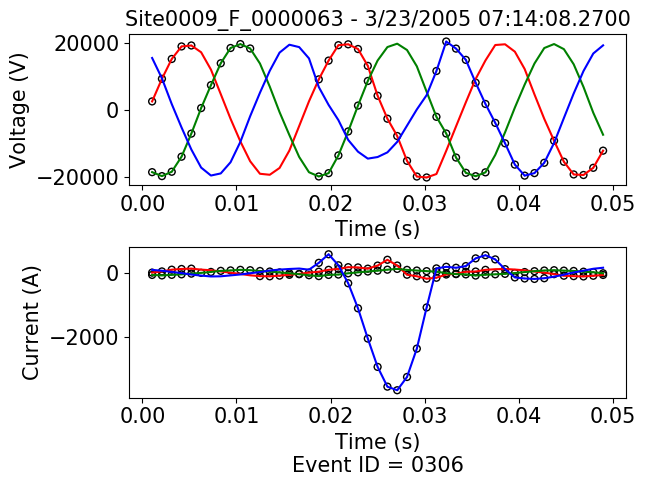 Site0009_F_0000063 - 3/23/2005 07:14:08.2700
20000
0
−20000
Voltage (V)
0.00 0.01 0.02 0.03 0.04 0.05
Time (s)
0
−2000
Current (A)
0.00 0.01 0.02 0.03 0.04 0.05
Time (s)
Event ID = 0306